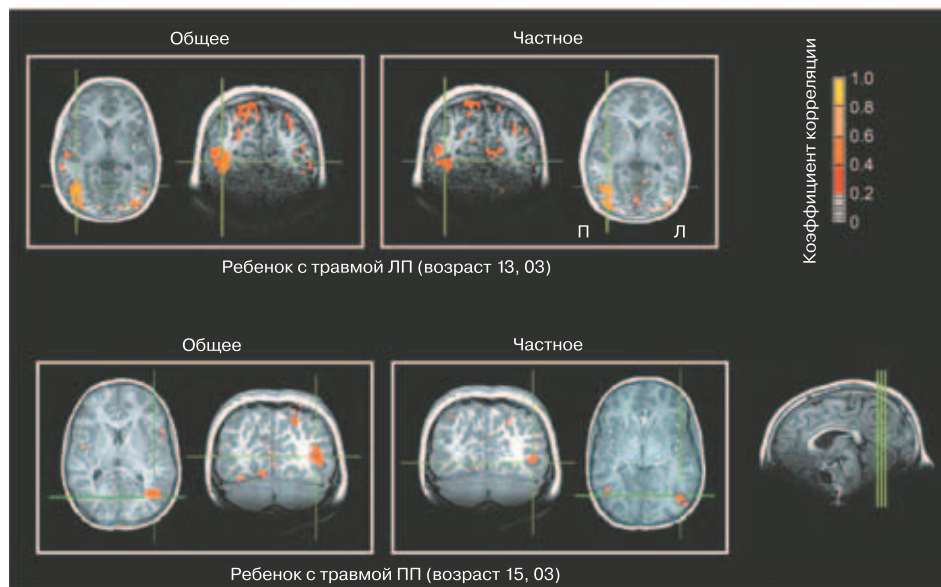 Общее
Частное
Коэффициент корреляции
1.0
0.8
0.6
0.4
0.2
0
П
Л
Ребенок с травмой ЛП (возраст 13, 03)
Общее
Частное
Ребенок с травмой ПП (возраст 15, 03)